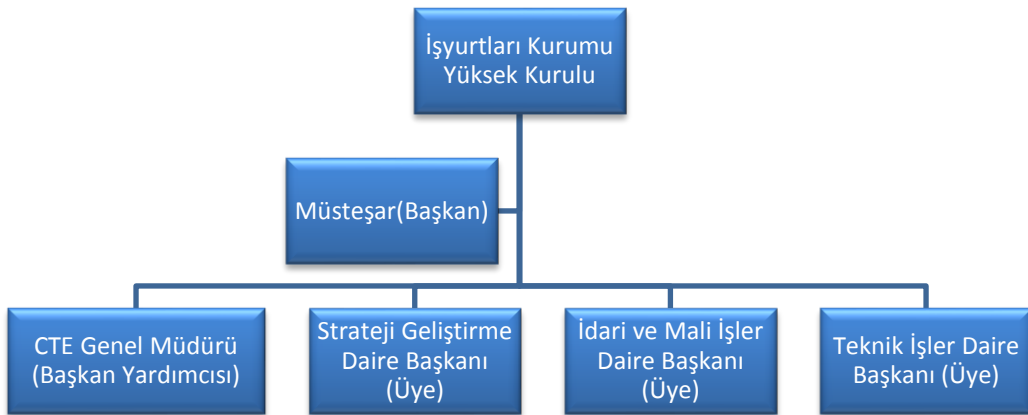 İşyurtları Kurumu
Yüksek Kurulu
Müsteşar(Başkan)
CTE Genel Müdürü
(Başkan Yardımcısı)
Strateji Geliştirme
Daire Başkanı
(Üye)
İdari ve Mali İşler
Daire Başkanı
(Üye)
Teknik İşler Daire
Başkanı (Üye)